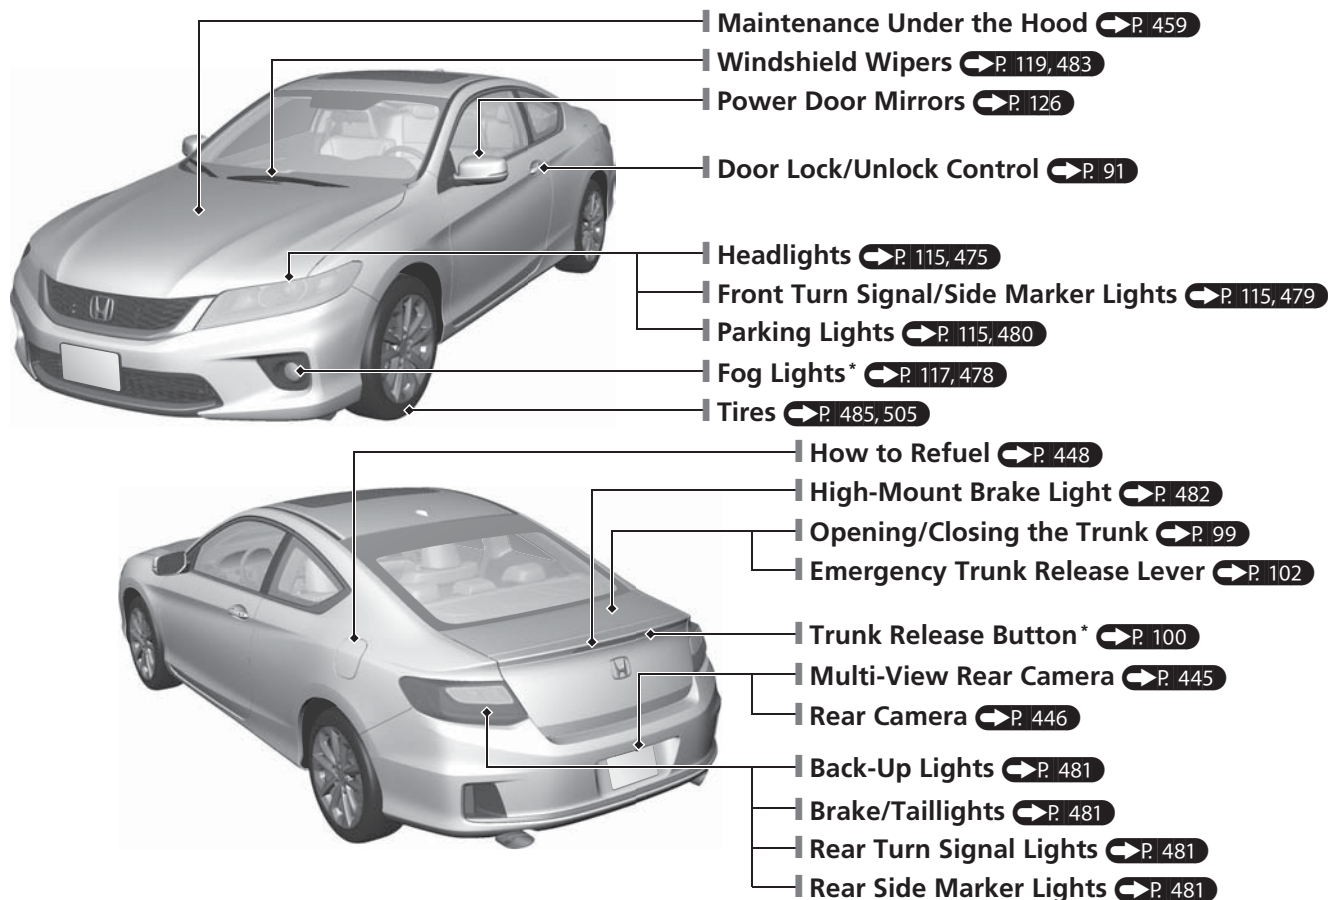 Maintenance Under the Hood P. 459
Windshield Wipers P. 119, 483
Power Door Mirrors P. 126
Door Lock/Unlock Control P. 91
Headlights P. 115, 475
Front Turn Signal/Side Marker Lights P. 115, 479
Parking Lights P. 115, 480
Fog Lights* P. 117, 478
Tires P. 485, 505
How to Refuel P. 448
High-Mount Brake Light P. 482
Opening/Closing the Trunk P. 99
Emergency Trunk Release Lever P. 102
Trunk Release Button* P. 100
Multi-View Rear Camera P. 445
Rear Camera P. 446
Back-Up Lights P. 481
Brake/Taillights P. 481
Rear Turn Signal Lights P. 481
Rear Side Marker Lights P. 481